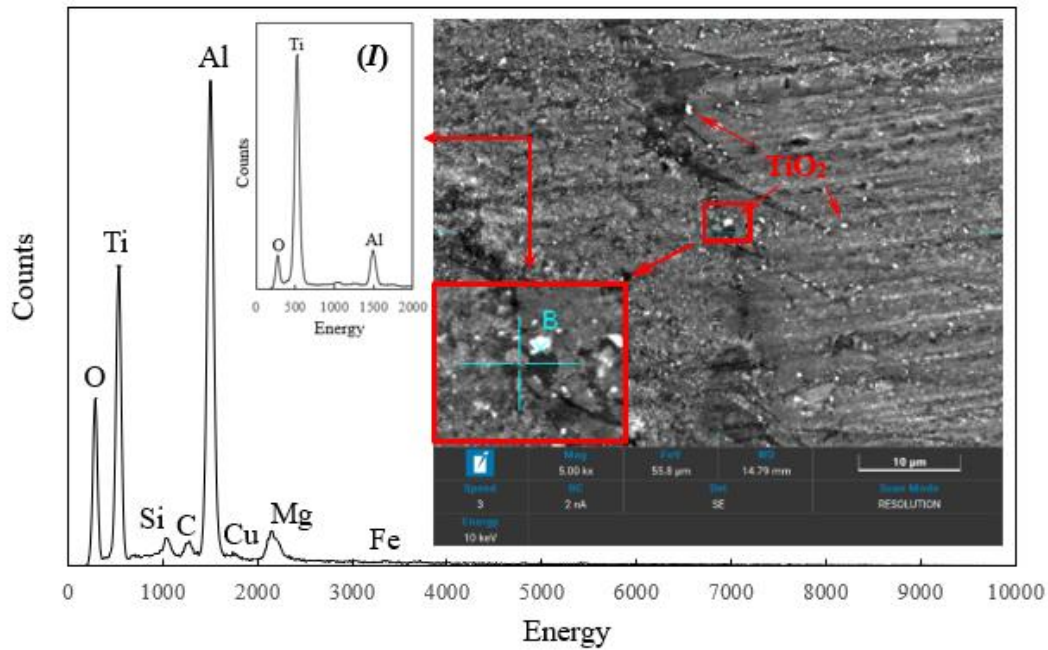 Counts
Al
Ti
O
Si
C
Cu
Mg
Fe
0 1000 2000 3000 4000 5000 6000 7000 8000 9000 10000
Energy
(I)
Counts
Ti
O
Al
0 500 1000 1500 2000
Energy
TiO2
B
Mag
5.00 kx
FoV
55.8 µm
WD
14.79 mm
10 µm
Speed
3
BC
2 nA
Det
SE
Scan Mode
RESOLUTION
Energy
10 keV